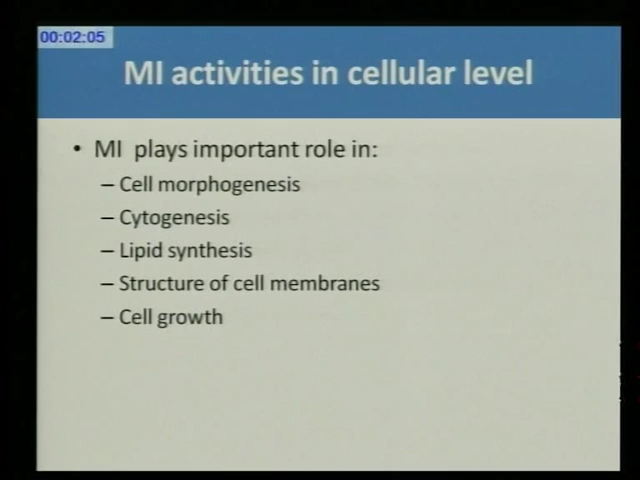 00:02:05
MI activities in cellular level
• MI plays important role in:
– Cell morphogenesis
– Cytogenesis
– Lipid synthesis
– Structure of cell membranes
– Cell growth